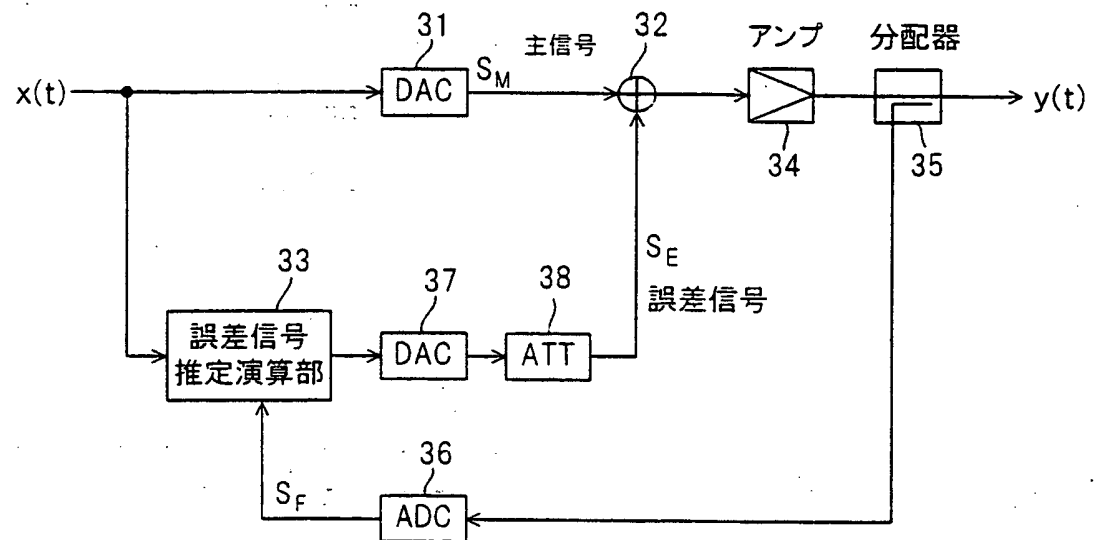 31
主信号
32
アンプ
分配器
x(t)
DAC
S_M
y(t)
34
35
S_E
誤差信号
33
37
38
誤差信号
推定演算部
DAC
ATT
36
S_F
ADC